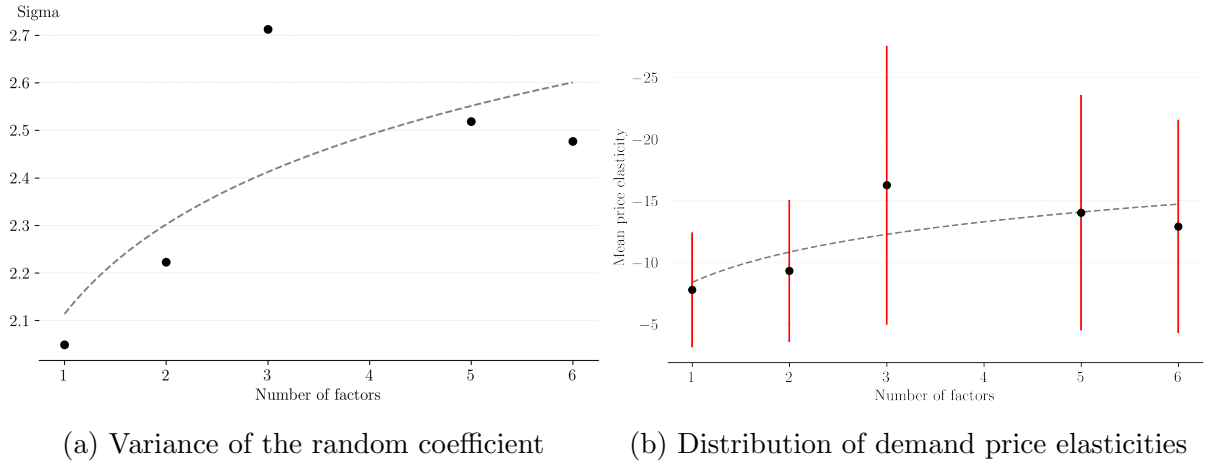 Sigma
2.7
2.6
2.5
2.4
2.3
2.2
2.1
1 2 3 4 5 6
Number of factors
(a) Variance of the random coefficient
Mean price elasticity
−25
−20
−15
−10
−5
1 2 3 4 5 6
Number of factors
(b) Distribution of demand price elasticities